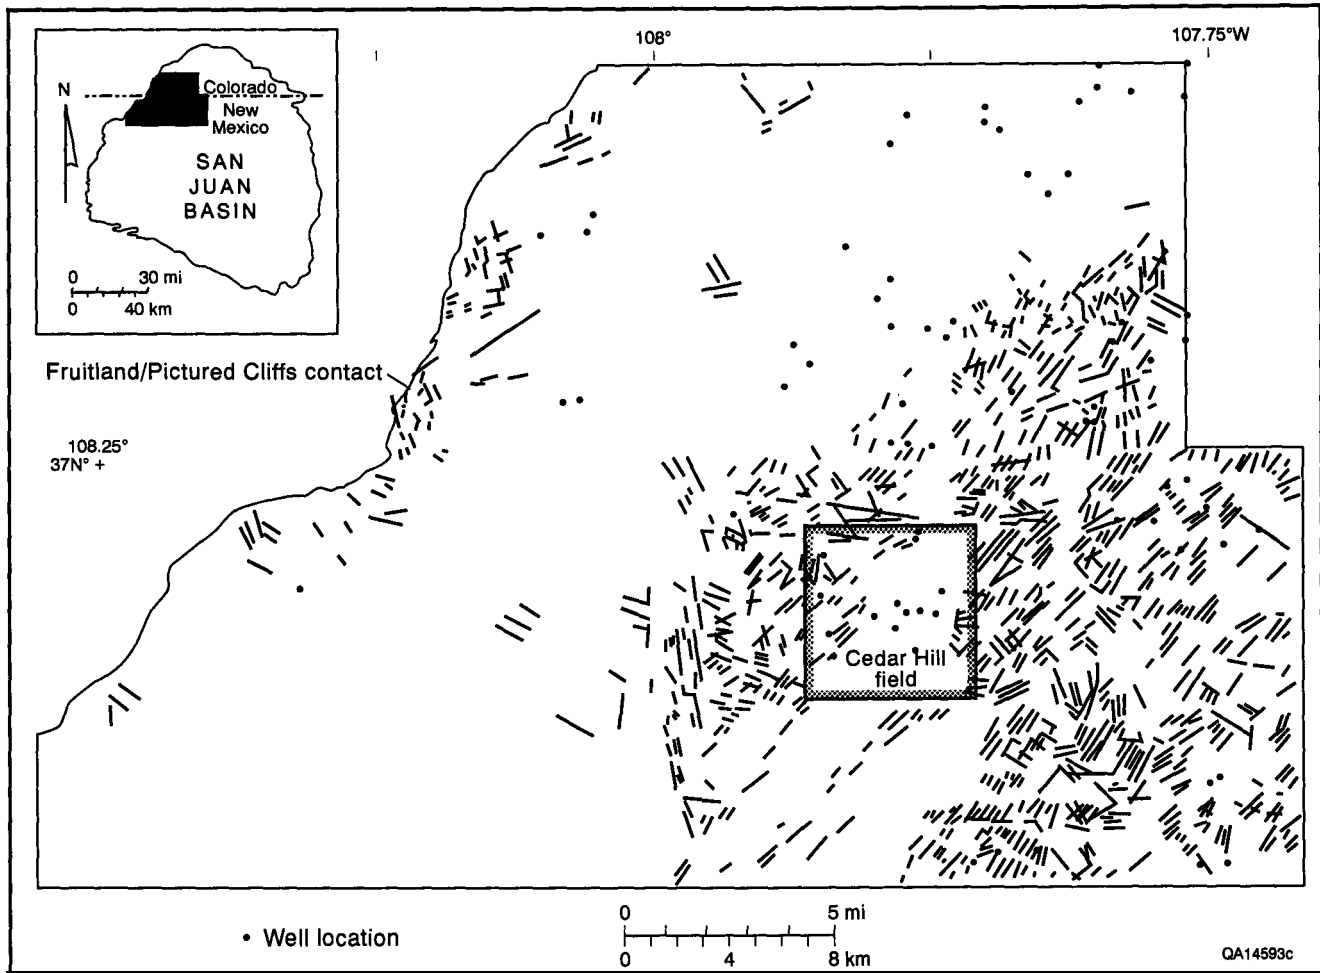 108°
107.75°W
N
Colorado
New
Mexico
SAN
JUAN
BASIN
0 30 mi
0 40 km
Fruitland/Pictured Cliffs contact
108.25°
37N° +
Cedar Hill
field
• Well location
0 5 mi
0 4 8 km
QA14593c